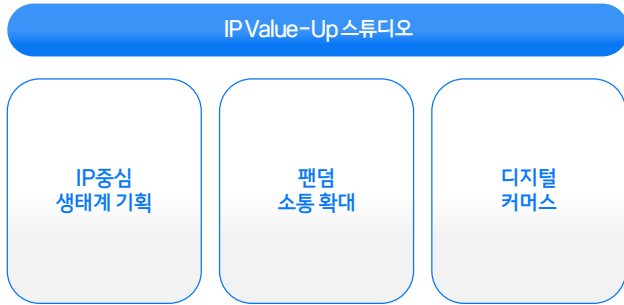 IP Value-Up 스튜디오
IP중심
생태계 기획
팬덤
소통 확대
디지털
커머스